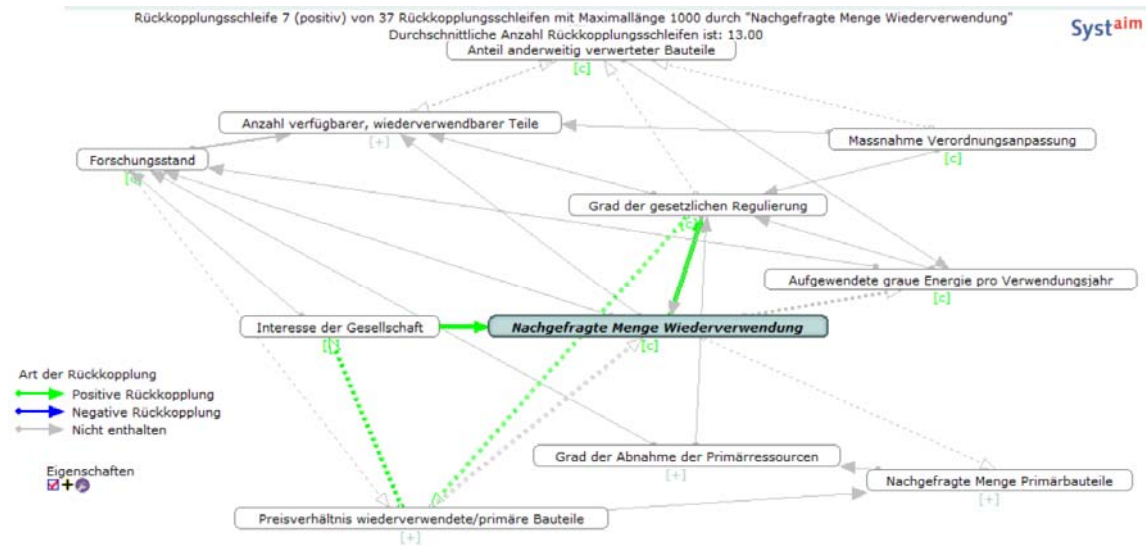 Rückkopplungsschleife 7 (positiv) von 37 Rückkopplungsschleifen mit Maximallänge 1000 durch "Nachgefragte Menge Wiederverwendung"
Durchschnittliche Anzahl Rückkopplungsschleifen ist: 13.00
Systaim
Anteil anderweitig verwerteter Bauteile
[c]
Anzahl verfügbarer, wiederverwendbarer Teile
[+]
Massnahme Verordnungsanpassung
[c]
Forschungsstand
Grad der gesetzlichen Regulierung
[c]
Aufgewendete graue Energie pro Verwendungsjahr
[c]
Interesse der Gesellschaft
Nachgefragte Menge Wiederverwendung
[c]
Art der Rückkopplung
Positive Rückkopplung
Negative Rückkopplung
Nicht enthalten
Grad der Abnahme der Primärressourcen
[+]
Nachgefragte Menge Primärbauteile
[+]
Eigenschaften
Preisverhältnis wiederverwendete/primäre Bauteile
[+]